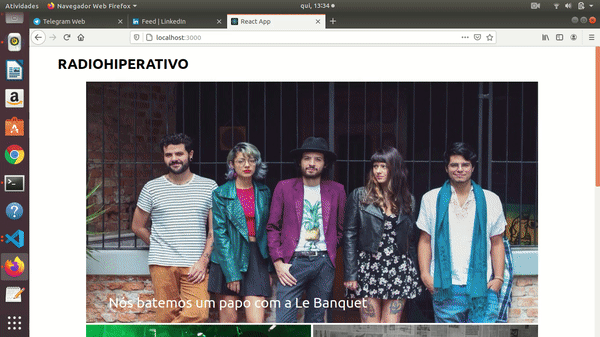 Atividades
Navegador Web Firefox
qui, 13:34
Telegram Web
Feed | LinkedIn
React App
localhost:3000
RADIOHIPERATIVO
Nós batemos um papo com a Le Banquet